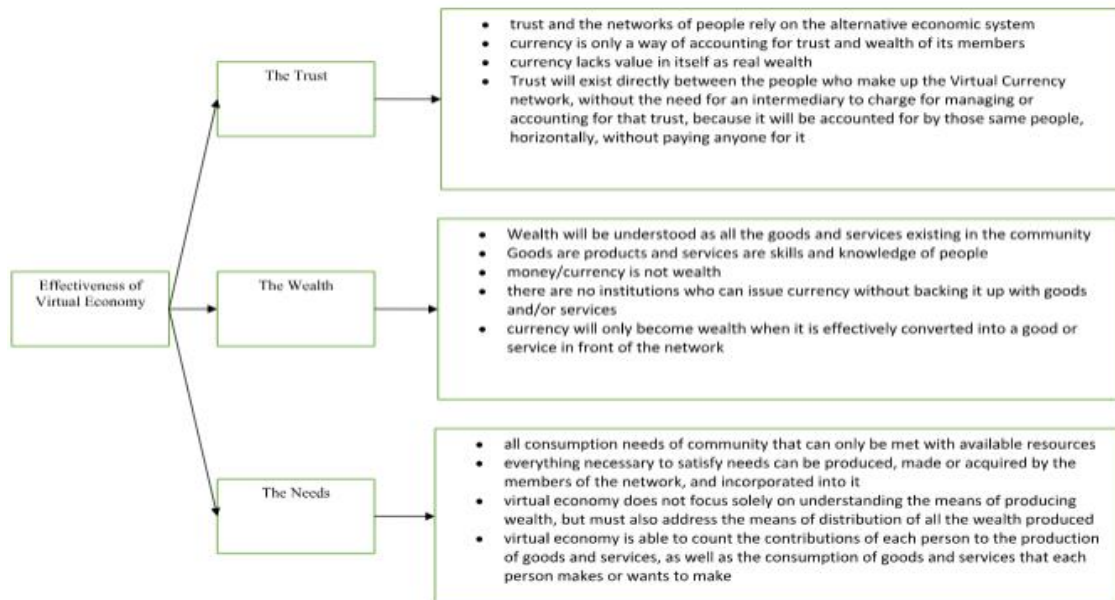 trust and the networks of people rely on the alternative economic system
currency is only a way of accounting for trust and wealth of its members
currency lacks value in itself as real wealth
Trust will exist directly between the people who make up the Virtual Currency
network, without the need for an intermediary to charge for managing or
accounting for that trust, because it will be accounted for by those same people,
horizontally, without paying anyone for it
The Trust
Wealth will be understood as all the goods and services existing in the community
Goods are products and services are skills and knowledge of people
money/currency is not wealth
there are no institutions who can issue currency without backing it up with goods
and/or services
currency will only become wealth when it is effectively converted into a good or
service in front of the network
Effectiveness of
Virtual Economy
The Wealth
all consumption needs of community that can only be met with available resources
everything necessary to satisfy needs can be produced, made or acquired by the
members of the network, and incorporated into it
virtual economy does not focus solely on understanding the means of producing
wealth, but must also address the means of distribution of all the wealth produced
virtual economy is able to count the contributions of each person to the production
of goods and services, as well as the consumption of goods and services that each
person makes or wants to make
The Needs